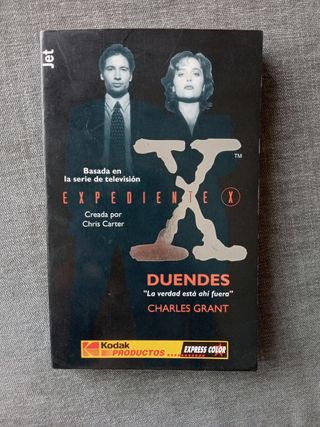 Jet
Basada en
la serie de televisión
X
TM
EXPEDIENTE X
Creada por
Chris Carter
DUENDES
"La verdad está ahí fuera"
CHARLES GRANT
Kodak
PRODUCTOS
EXPRESS COLOR